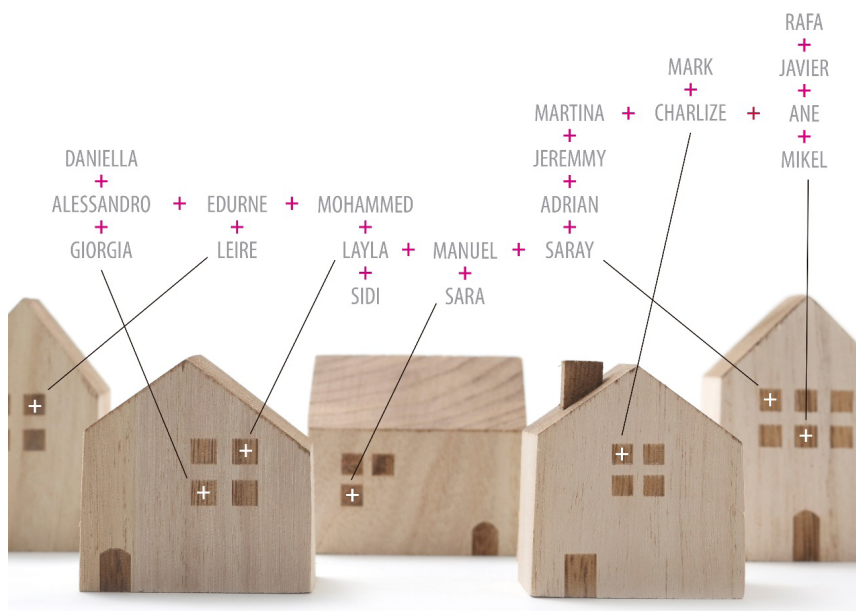 RAFA
+
JAVIER
+
ANE
+
MIKEL
MARK
+
CHARLIZE +
MARTINA +
+
JEREMMY
+
ADRIAN
+
SARAY
DANIELLA
+
ALESSANDRO +
+
GIORGIA
EDURNE +
+
LEIRE
MOHAMMED
+
LAYLA +
+
SIDI
MANUEL +
+
SARA